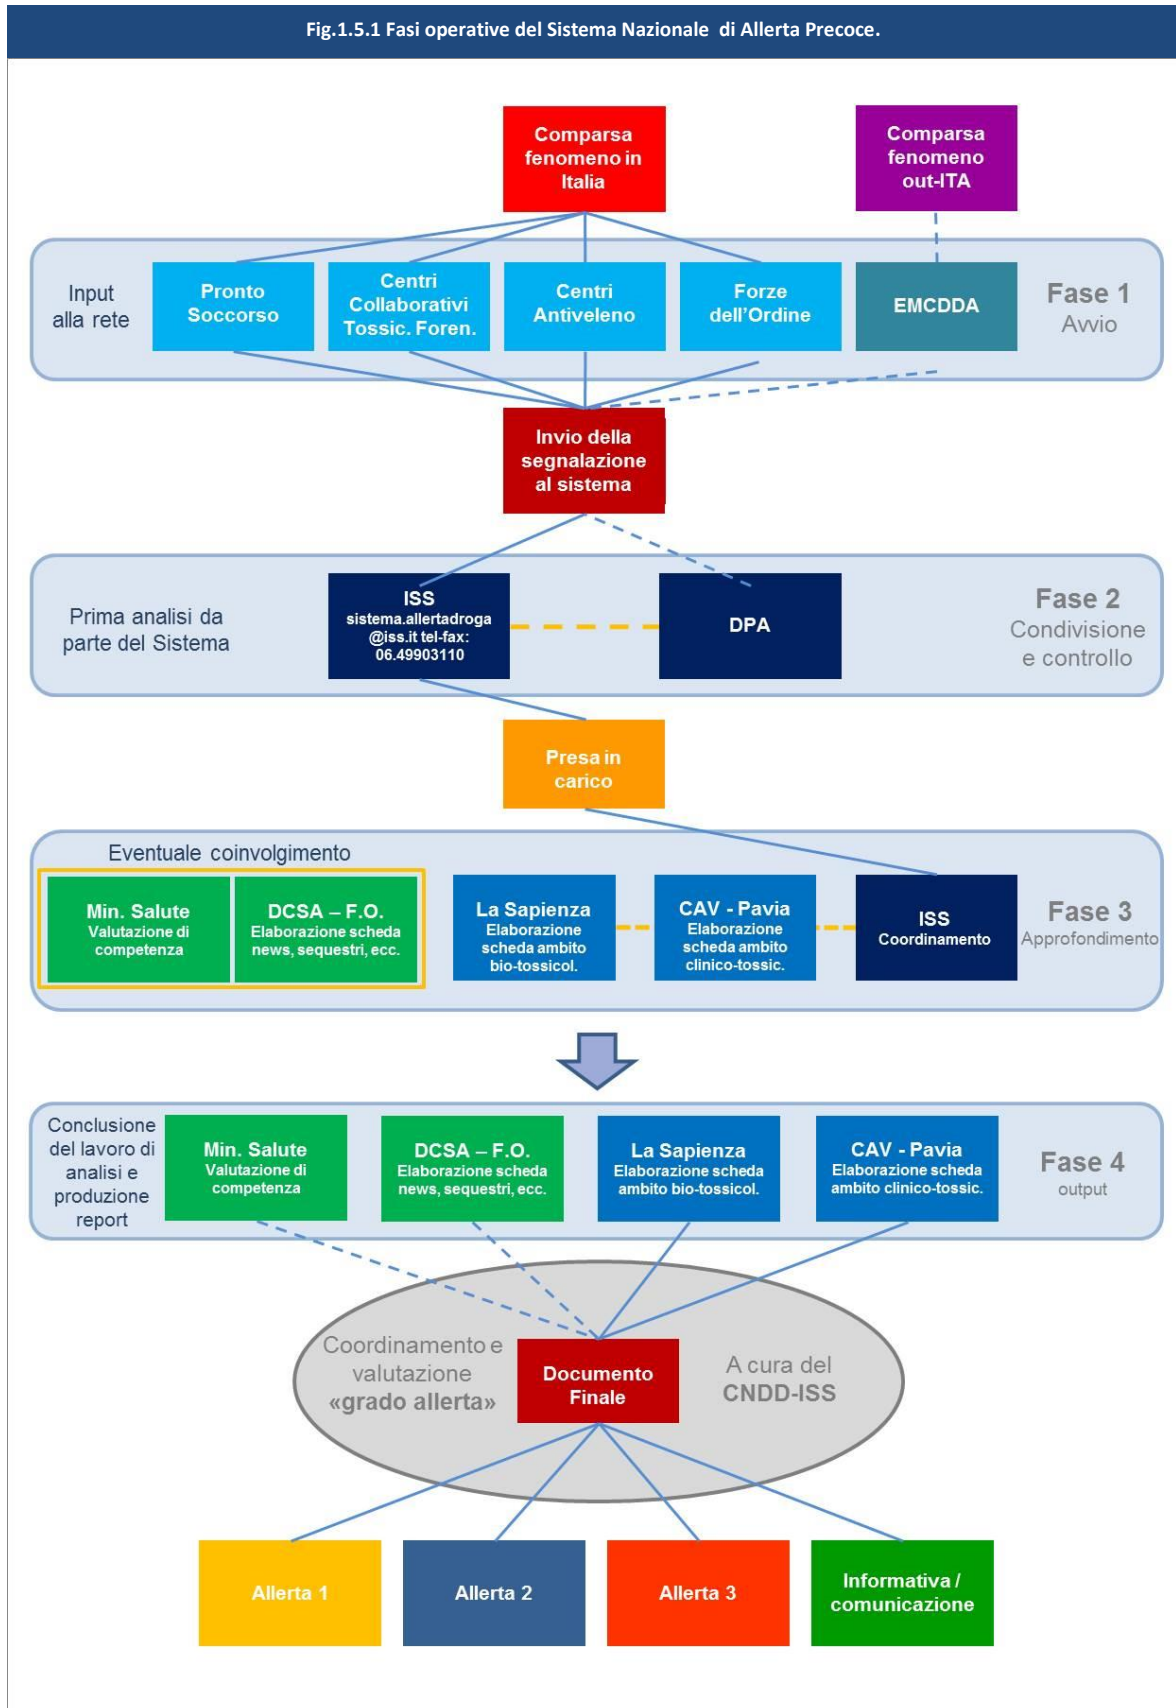 Fig.1.5.1 Fasi operative del Sistema Nazionale di Allerta Precoce.
Comparsa
fenomeno in
Italia
Comparsa
fenomeno
out-ITA
Input
alla rete
Pronto
Soccorso
Centri
Collaborativi
Tossic. Foren.
Centri
Antiveleno
Forze
dell'Ordine
EMCDDA
Fase 1
Avvio
Invio della
segnalazione
al sistema
Prima analisi da
parte del Sistema
ISS
sistema.allertadroga
@iss.it tel-fax:
06.49903110
DPA
Fase 2
Condivisione
e controllo
Presa in
carico
Eventuale coinvolgimento
Min. Salute
Valutazione di
competenza
DCSA – F.O.
Elaborazione scheda
news, sequestri, ecc.
La Sapienza
Elaborazione
scheda ambito
bio-tossicol.
CAV - Pavia
Elaborazione
scheda ambito
clinico-tossic.
ISS
Coordinamento
Fase 3
Approfondimento
Conclusione
del lavoro di
analisi e
produzione
report
Min. Salute
Valutazione di
competenza
DCSA – F.O.
Elaborazione scheda
news, sequestri, ecc.
La Sapienza
Elaborazione scheda
ambito bio-tossicol.
CAV - Pavia
Elaborazione scheda
ambito clinico-tossic.
Fase 4
output
Coordinamento e
valutazione
«grado allerta»
Documento
Finale
A cura del
CNDD-ISS
Allerta 1
Allerta 2
Allerta 3
Informativa /
comunicazione